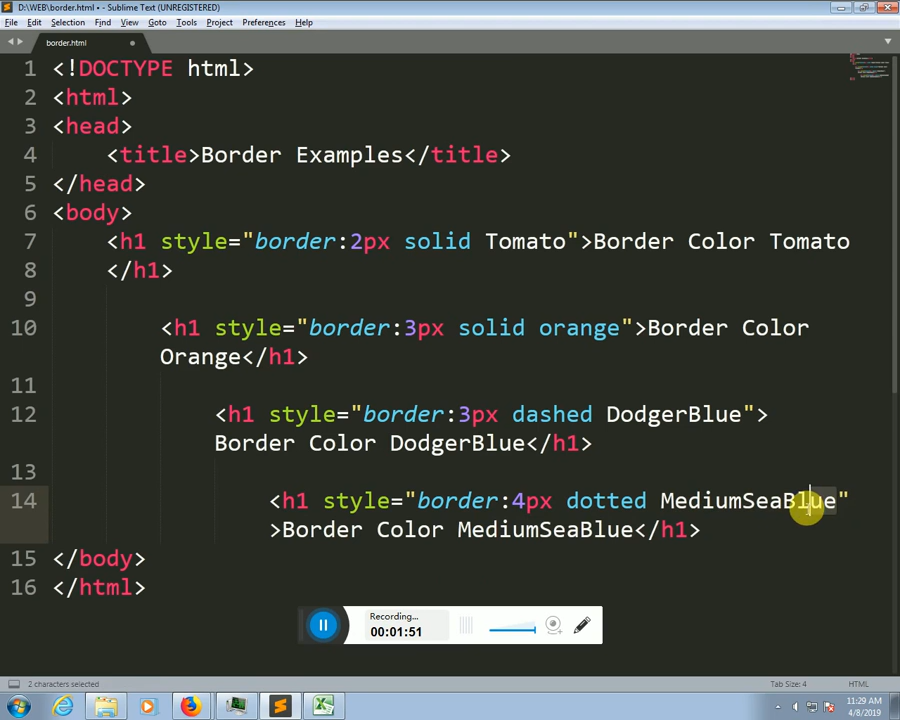 D:\WEB\border.html • - Sublime Text (UNREGISTERED)
File Edit Selection Find View Goto Tools Project Preferences Help
border.html
1 <!DOCTYPE html>
2 <html>
3 <head>
4 <title>Border Examples</title>
5 </head>
6 <body>
7 <h1 style="border:2px solid Tomato">Border Color Tomato
8 </h1>
9
10 <h1 style="border:3px solid orange">Border Color
Orange</h1>
11
12 <h1 style="border:3px dashed DodgerBlue">
Border Color DodgerBlue</h1>
13
14 <h1 style="border:4px dotted MediumSeaBlue"
>Border Color MediumSeaBlue</h1>
15 </body>
16 </html>
Recording...
00:01:51
2 characters selected Tab Size: 4 HTML
11:29 AM
4/8/2019